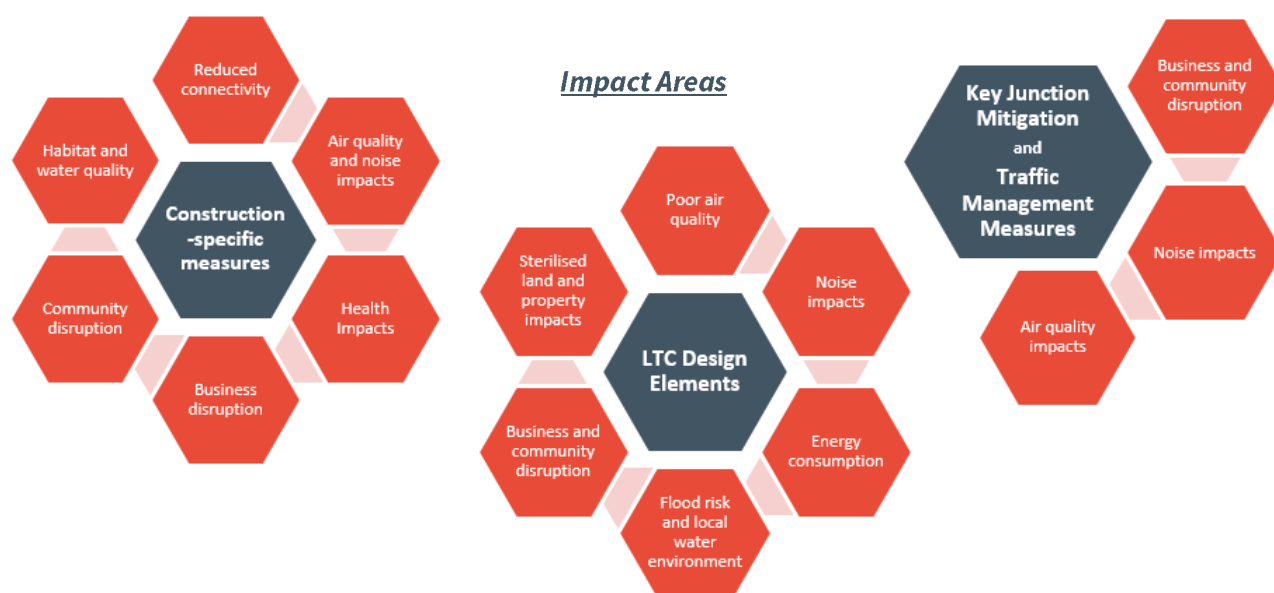 Impact Areas
Reduced
connectivity
Air quality
and noise
impacts
Health
Impacts
Business
disruption
Community
disruption
Habitat and
water quality
Construction
-specific
measures
Poor air
quality
Noise
impacts
Energy
consumption
Flood risk
and local
water
environment
Business and
community
disruption
Sterilised
land and
property
impacts
LTC Design
Elements
Key Junction
Mitigation
and
Traffic
Management
Measures
Business and
community
disruption
Noise impacts
Air quality
impacts